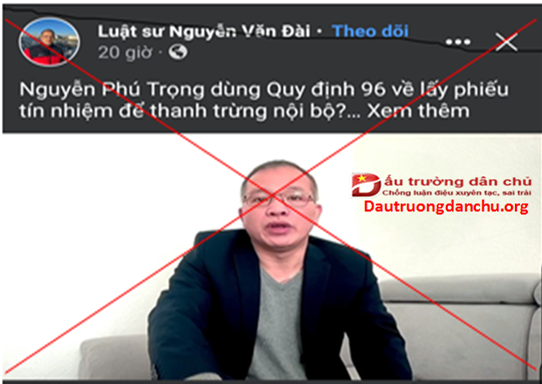 Luật sư Nguyễn Văn Đài · Theo dõi
20 giờ ·
Nguyễn Phú Trọng dùng Quy định 96 về lấy phiếu
tín nhiệm để thanh trừng nội bộ?... Xem thêm
Đấu trường dân chủ
Chống luận điệu xuyên tạc, sai trái
Dautruongdanchu.org